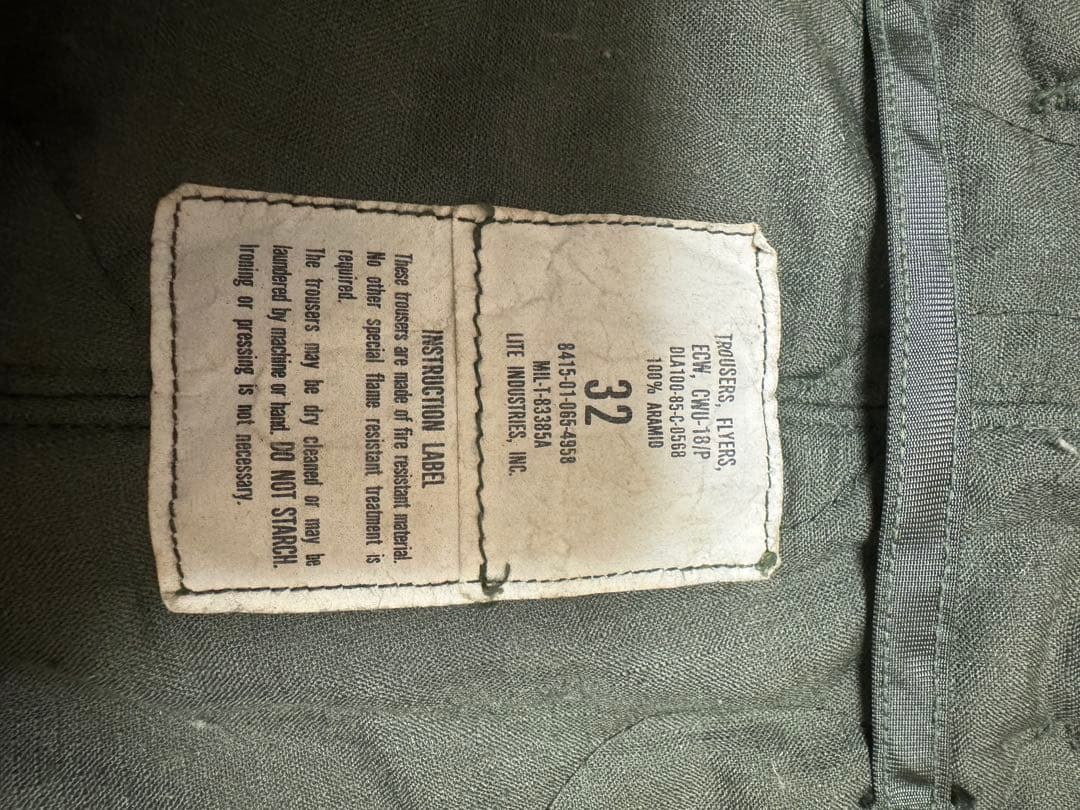 TROUSERS, FLYERS,
ECW, CWU-18/P
DLA100-85-C-0568
100% ARAMID
32
8415-01-065-4958
MIL-T-83385A
LITE INDUSTRIES, INC.
INSTRUCTION LABEL
These trousers are made of fire resistant material.
No other special flame resistant treatment is
required.
The trousers may be dry cleaned or may be
laundered by machine or hand. DO NOT STARCH.
Ironing or pressing is not necessary.